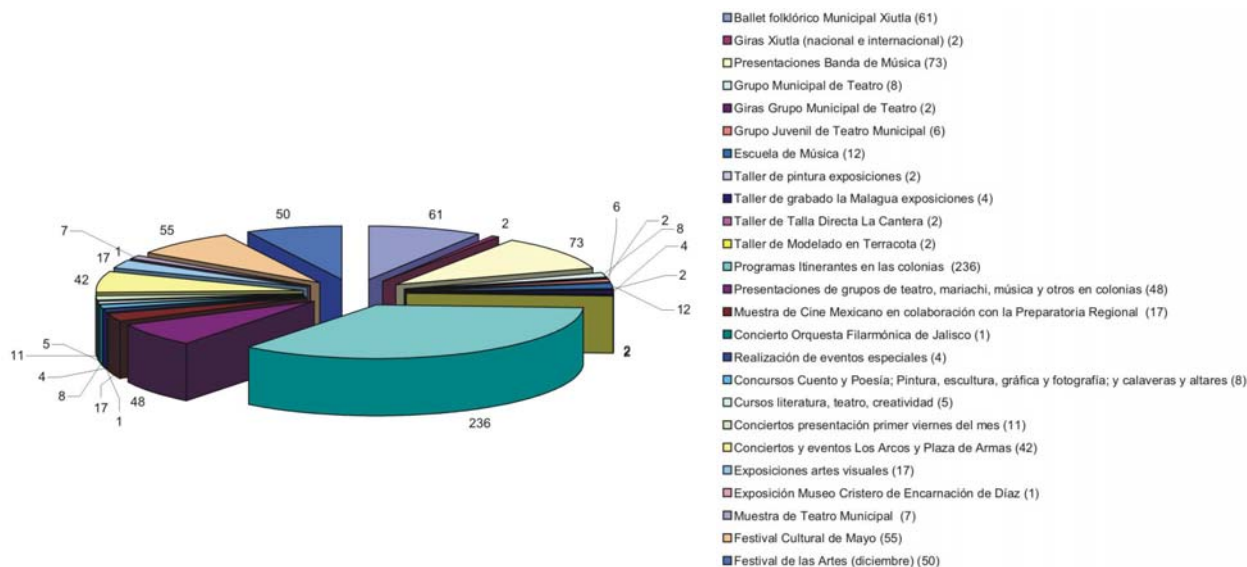 50
61
2
73
6
2
8
4
2
12
2
236
48
1
17
8
4
5
11
42
17
1
7
55
Ballet folklórico Municipal Xiutla (61)
Giras Xiutla (nacional e internacional) (2)
Presentaciones Banda de Música (73)
Grupo Municipal de Teatro (8)
Giras Grupo Municipal de Teatro (2)
Grupo Juvenil de Teatro Municipal (6)
Escuela de Música (12)
Taller de pintura exposiciones (2)
Taller de grabado la Malagua exposiciones (4)
Taller de Talla Directa La Cantera (2)
Taller de Modelado en Terracota (2)
Programas Itinerantes en las colonias (236)
Presentaciones de grupos de teatro, mariachi, música y otros en colonias (48)
Muestra de Cine Mexicano en colaboración con la Preparatoria Regional (17)
Concierto Orquesta Filarmónica de Jalisco (1)
Realización de eventos especiales (4)
Concursos Cuento y Poesía; Pintura, escultura, gráfica y fotografía; y calaveras y altares (8)
Cursos literatura, teatro, creatividad (5)
Conciertos presentación primer viernes del mes (11)
Conciertos y eventos Los Arcos y Plaza de Armas (42)
Exposiciones artes visuales (17)
Exposición Museo Cristero de Encarnación de Díaz (1)
Muestra de Teatro Municipal (7)
Festival Cultural de Mayo (55)
Festival de las Artes (diciembre) (50)